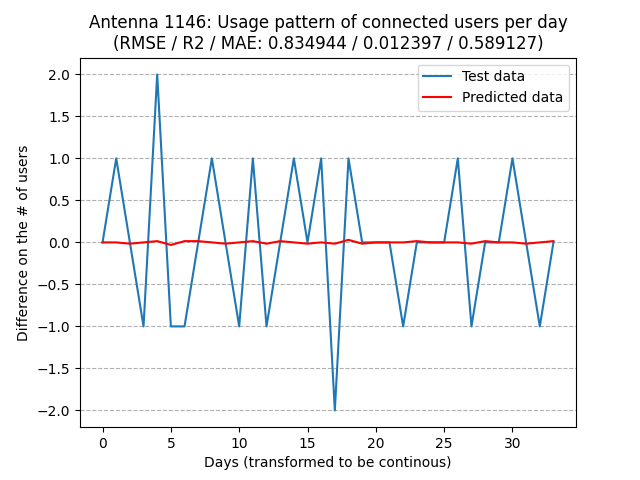 Antenna 1146: Usage pattern of connected users per day
(RMSE / R2 / MAE: 0.834944 / 0.012397 / 0.589127)
Test data
Predicted data
2.0
1.5
1.0
0.5
0.0
−0.5
−1.0
−1.5
−2.0
Difference on the # of users
0 5 10 15 20 25 30
Days (transformed to be continous)